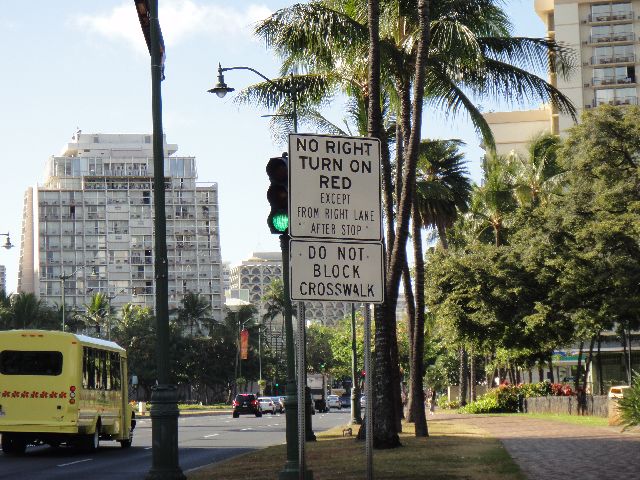 NO RIGHT
TURN ON
RED
EXCEPT
FROM RIGHT LANE
AFTER STOP
DO NOT
BLOCK
CROSSWALK